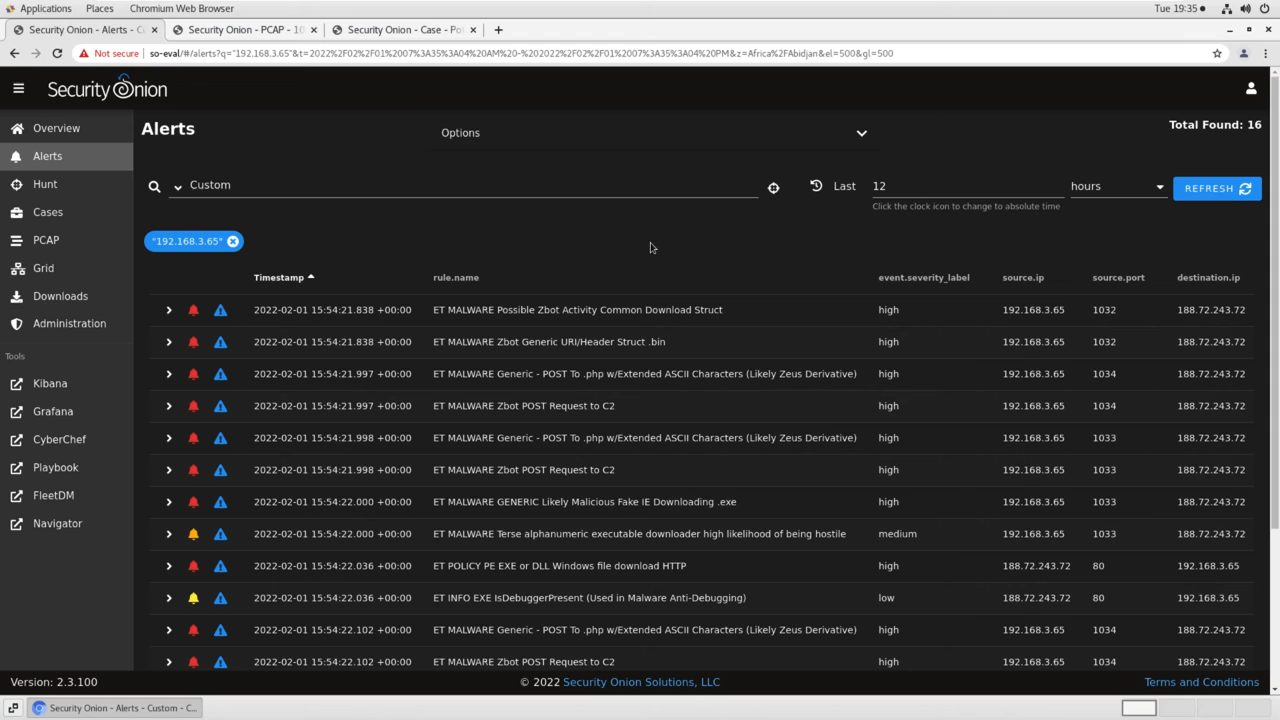 Applications Places Chromium Web Browser Tue 19:35
Security Onion - Alerts - C Security Onion - PCAP - 10 Security Onion - Case - Po
Not secure so-eval/#/alerts?q="192.168.3.65"&t=2022%2F02%2F01%2007%3A35%3A04%20AM%20-%202022%2F02%2F01%2007%3A35%3A04%20PM&z=Africa%2FAbidjan&el=500&gl=500
Security Onion
Overview
Alerts
Hunt
Cases
PCAP
Grid
Downloads
Administration
Tools
Kibana
Grafana
CyberChef
Playbook
FleetDM
Navigator
Alerts Options Total Found: 16
Custom Last 12 hours REFRESH
Click the clock icon to change to absolute time
"192.168.3.65"
Timestamp rule.name event.severity_label source.ip source.port destination.ip
2022-02-01 15:54:21.838 +00:00 ET MALWARE Possible Zbot Activity Common Download Struct high 192.168.3.65 1032 188.72.243.72
2022-02-01 15:54:21.838 +00:00 ET MALWARE Zbot Generic URI/Header Struct .bin high 192.168.3.65 1032 188.72.243.72
2022-02-01 15:54:21.997 +00:00 ET MALWARE Generic - POST To .php w/Extended ASCII Characters (Likely Zeus Derivative) high 192.168.3.65 1034 188.72.243.72
2022-02-01 15:54:21.997 +00:00 ET MALWARE Zbot POST Request to C2 high 192.168.3.65 1034 188.72.243.72
2022-02-01 15:54:21.998 +00:00 ET MALWARE Generic - POST To .php w/Extended ASCII Characters (Likely Zeus Derivative) high 192.168.3.65 1033 188.72.243.72
2022-02-01 15:54:21.998 +00:00 ET MALWARE Zbot POST Request to C2 high 192.168.3.65 1033 188.72.243.72
2022-02-01 15:54:22.000 +00:00 ET MALWARE GENERIC Likely Malicious Fake IE Downloading .exe high 192.168.3.65 1033 188.72.243.72
2022-02-01 15:54:22.000 +00:00 ET MALWARE Terse alphanumeric executable downloader high likelihood of being hostile medium 192.168.3.65 1033 188.72.243.72
2022-02-01 15:54:22.036 +00:00 ET POLICY PE EXE or DLL Windows file download HTTP high 188.72.243.72 80 192.168.3.65
2022-02-01 15:54:22.036 +00:00 ET INFO EXE IsDebuggerPresent (Used in Malware Anti-Debugging) low 188.72.243.72 80 192.168.3.65
2022-02-01 15:54:22.102 +00:00 ET MALWARE Generic - POST To .php w/Extended ASCII Characters (Likely Zeus Derivative) high 192.168.3.65 1034 188.72.243.72
2022-02-01 15:54:22.102 +00:00 ET MALWARE Zbot POST Request to C2 high 192.168.3.65 1034 188.72.243.72
Version: 2.3.100 © 2022 Security Onion Solutions, LLC Terms and Conditions
Security Onion - Alerts - Custom - C...